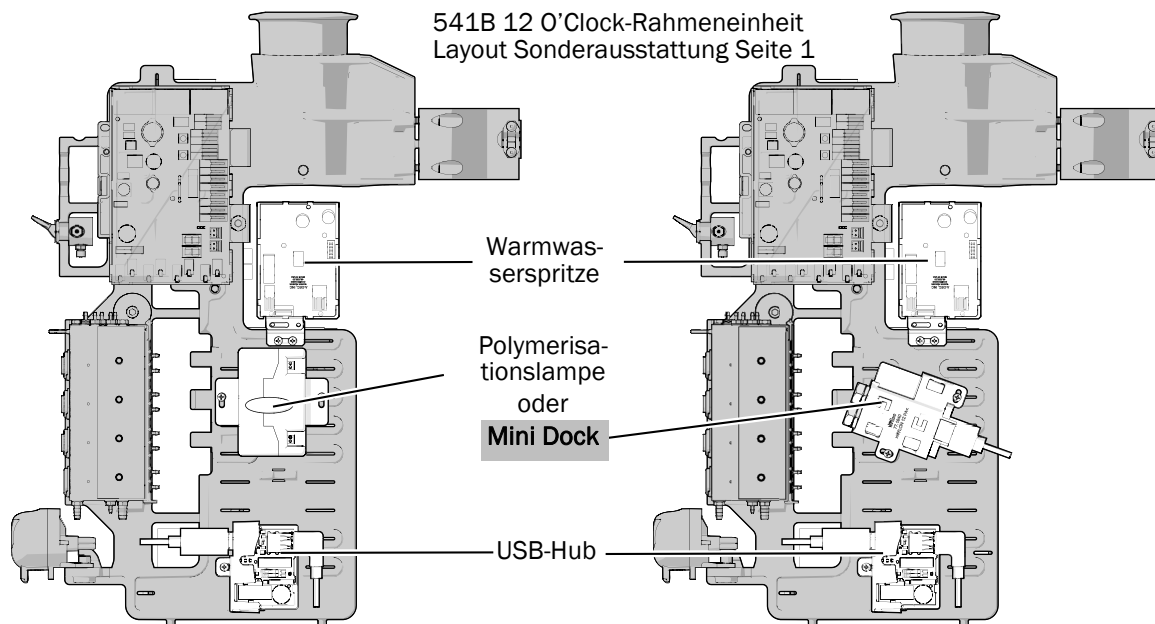 541B 12 O’Clock-Rahmeneinheit
Layout Sonderausstattung Seite 1
Warmwas-
serspritze
Polymerisa-
tionslampe
oder
Mini Dock
USB-Hub